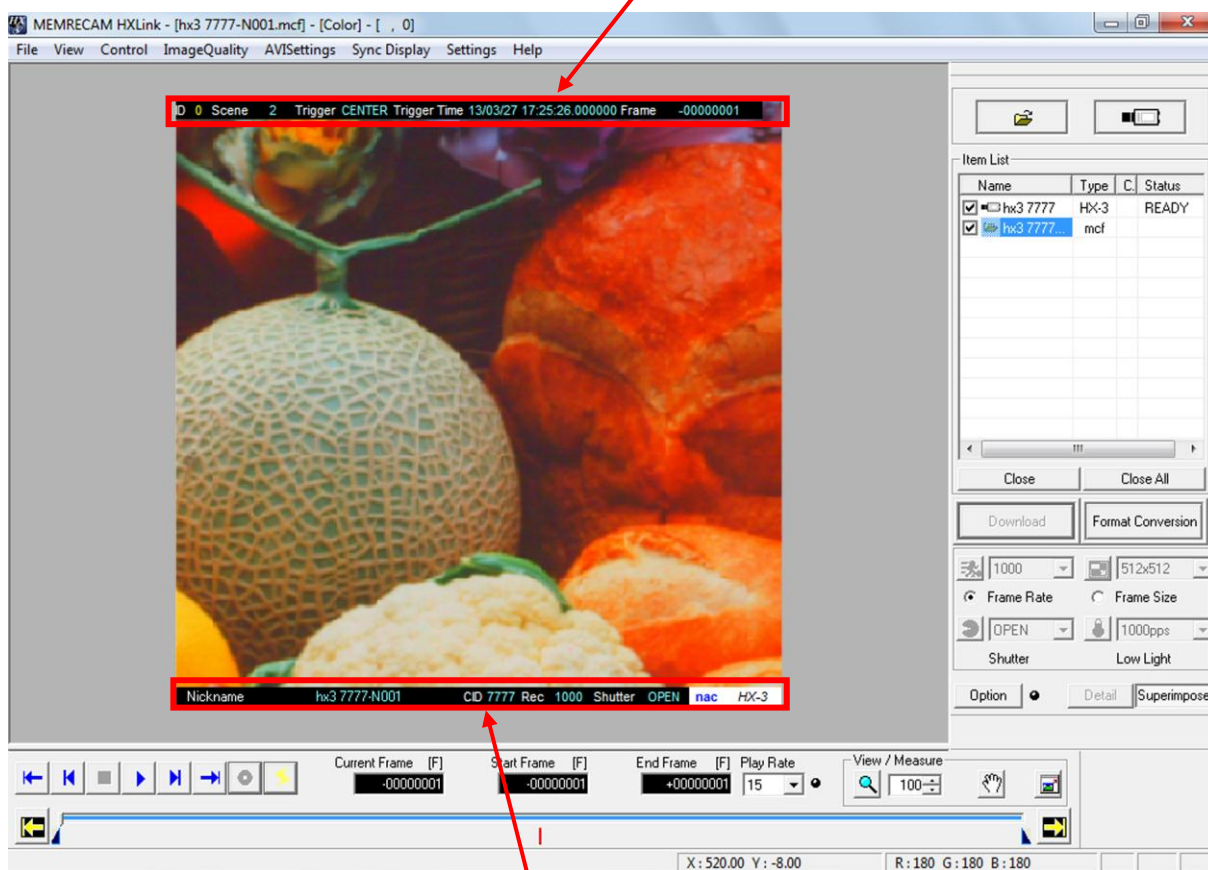 MEMRECAM HXLink - [hx3 7777-N001.mcf] - [Color] - [ , 0]
File View Control ImageQuality AVISettings Sync Display Settings Help
ID 0 Scene 2 Trigger CENTER Trigger Time 13/03/27 17:25:26.000000 Frame -00000001
Item List
Name Type C. Status
hx3 7777 HX-3 READY
hx3 7777... mcf
Close Close All
Download Format Conversion
1000 512x512
Frame Rate Frame Size
OPEN 1000pps
Shutter Low Light
Option Detail Superimpose
Nickname hx3 7777-N001 CID 7777 Rec 1000 Shutter OPEN nac HX-3
Current Frame [F] Start Frame [F] End Frame [F] Play Rate View / Measure
-00000001 -00000001 +00000001 15 100
X : 520.00 Y : -8.00 R : 180 G : 180 B : 180